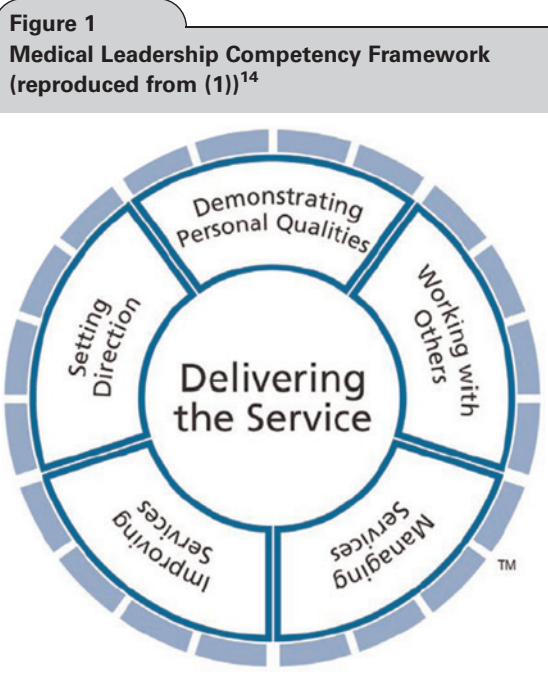 Figure 1
Medical Leadership Competency Framework
(reproduced from (1))14
Demonstrating
Personal Qualities
Working with
Others
Managing
Services
Improving
Services
Setting
Direction
Delivering
the Service
TM